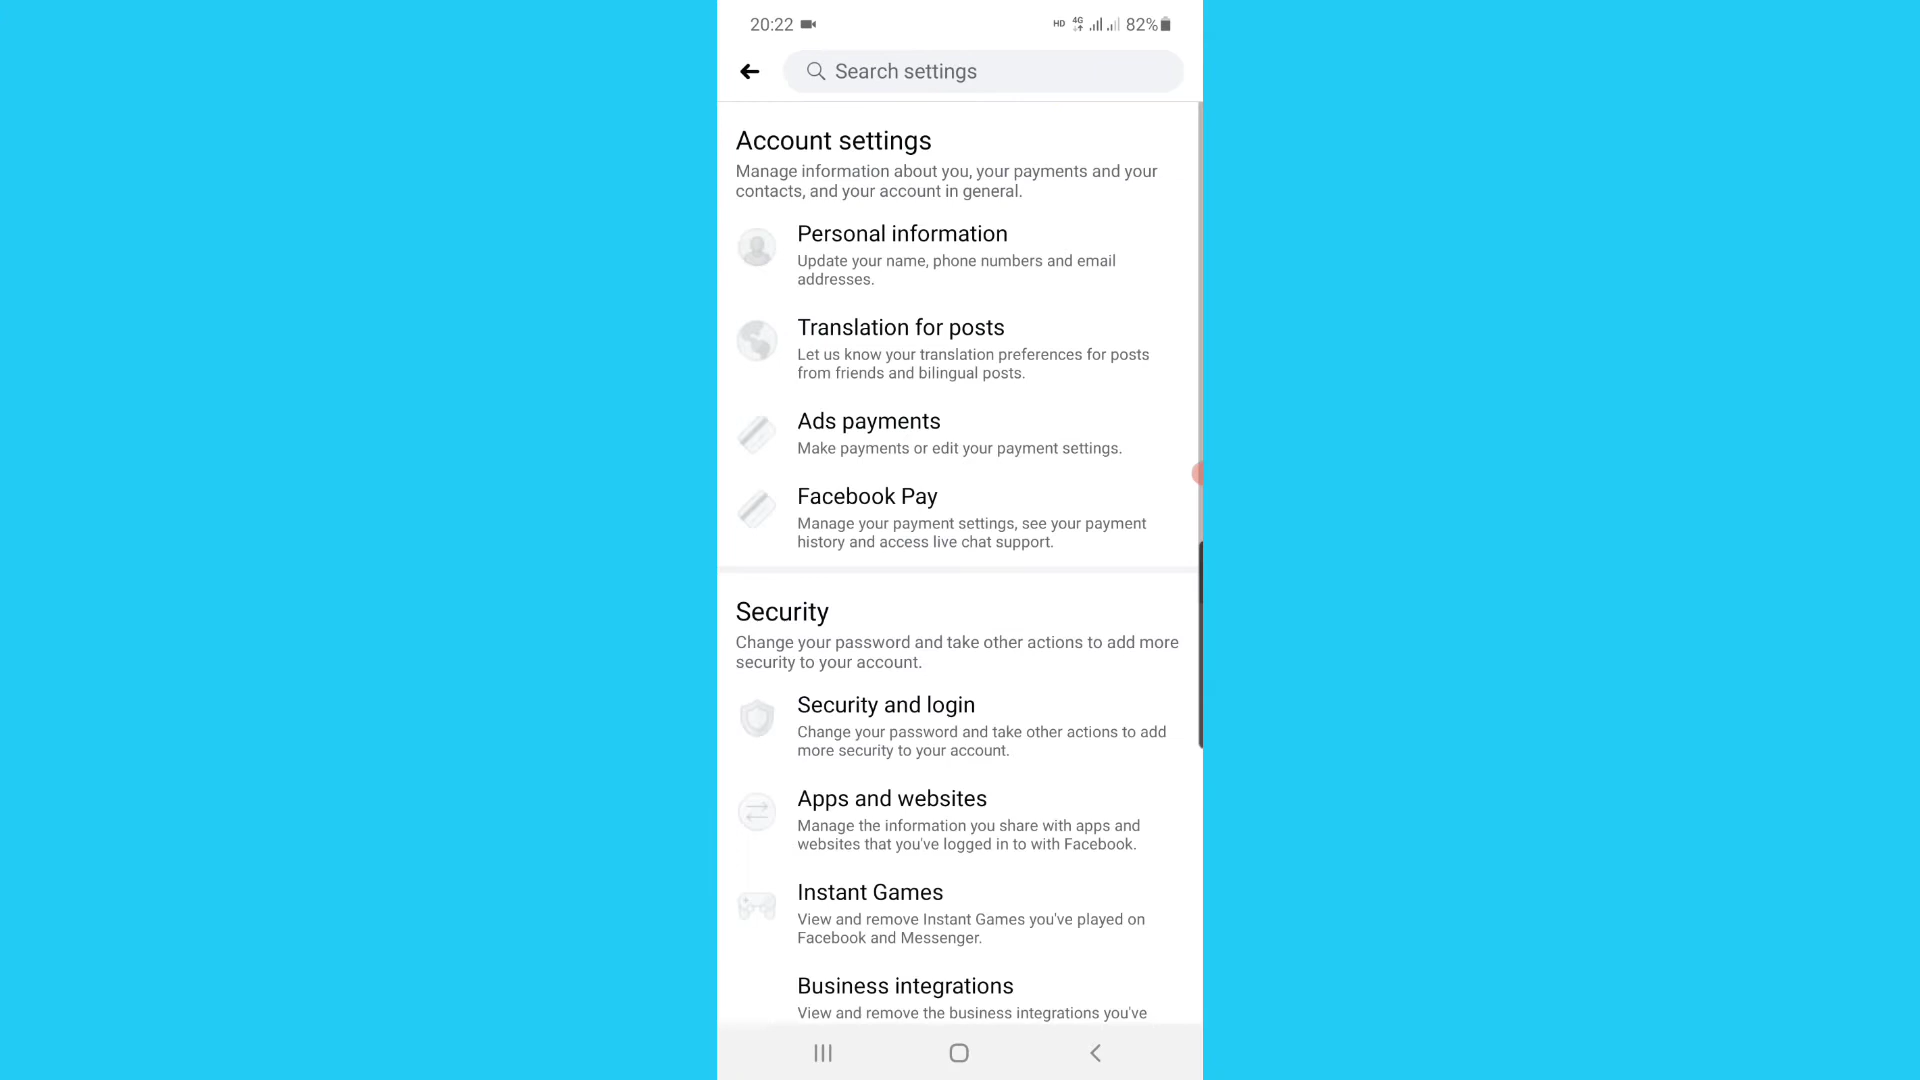 20:22
HD 4G 82%
Search settings
Account settings
Manage information about you, your payments and your
contacts, and your account in general.
Personal information
Update your name, phone numbers and email
addresses.
Translation for posts
Let us know your translation preferences for posts
from friends and bilingual posts.
Ads payments
Make payments or edit your payment settings.
Facebook Pay
Manage your payment settings, see your payment
history and access live chat support.
Security
Change your password and take other actions to add more
security to your account.
Security and login
Change your password and take other actions to add
more security to your account.
Apps and websites
Manage the information you share with apps and
websites that you've logged in to with Facebook.
Instant Games
View and remove Instant Games you've played on
Facebook and Messenger.
Business integrations
View and remove the business integrations you've